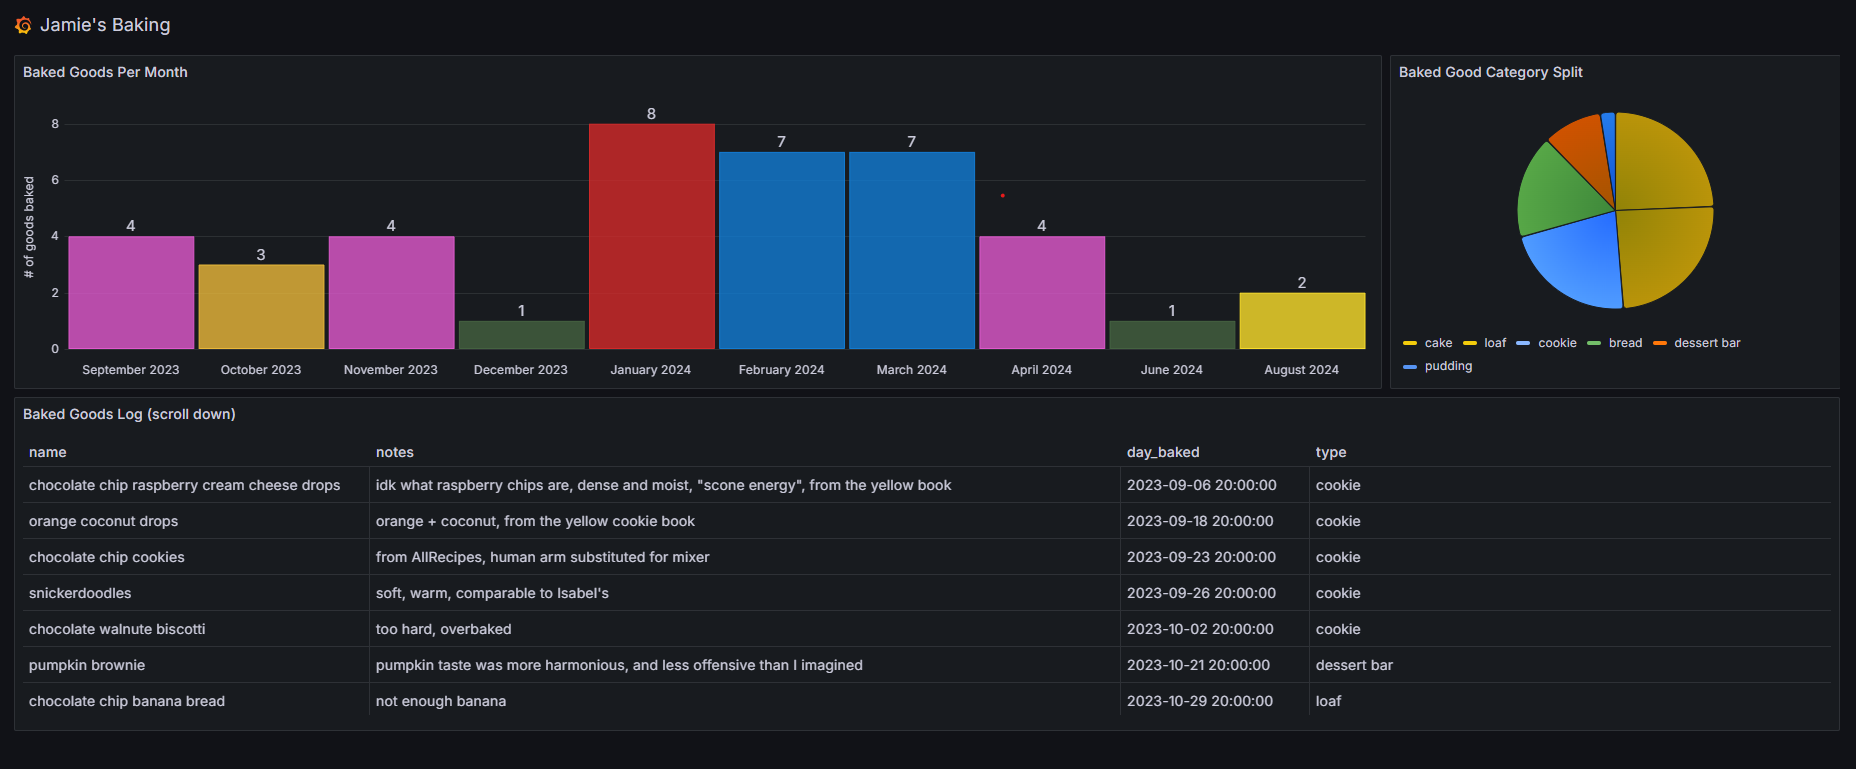 Jamie's Baking
Baked Goods Per Month
# of goods baked
8
6
4
2
0
4
3
4
1
8
7
7
4
1
2
September 2023 October 2023 November 2023 December 2023 January 2024 February 2024 March 2024 April 2024 June 2024 August 2024
Baked Good Category Split
cake loaf cookie bread dessert bar
pudding
Baked Goods Log (scroll down)
name notes day_baked type
chocolate chip raspberry cream cheese drops idk what raspberry chips are, dense and moist, "scone energy", from the yellow book 2023-09-06 20:00:00 cookie
orange coconut drops orange + coconut, from the yellow cookie book 2023-09-18 20:00:00 cookie
chocolate chip cookies from AllRecipes, human arm substituted for mixer 2023-09-23 20:00:00 cookie
snickerdoodles soft, warm, comparable to Isabel's 2023-09-26 20:00:00 cookie
chocolate walnute biscotti too hard, overbaked 2023-10-02 20:00:00 cookie
pumpkin brownie pumpkin taste was more harmonious, and less offensive than I imagined 2023-10-21 20:00:00 dessert bar
chocolate chip banana bread not enough banana 2023-10-29 20:00:00 loaf